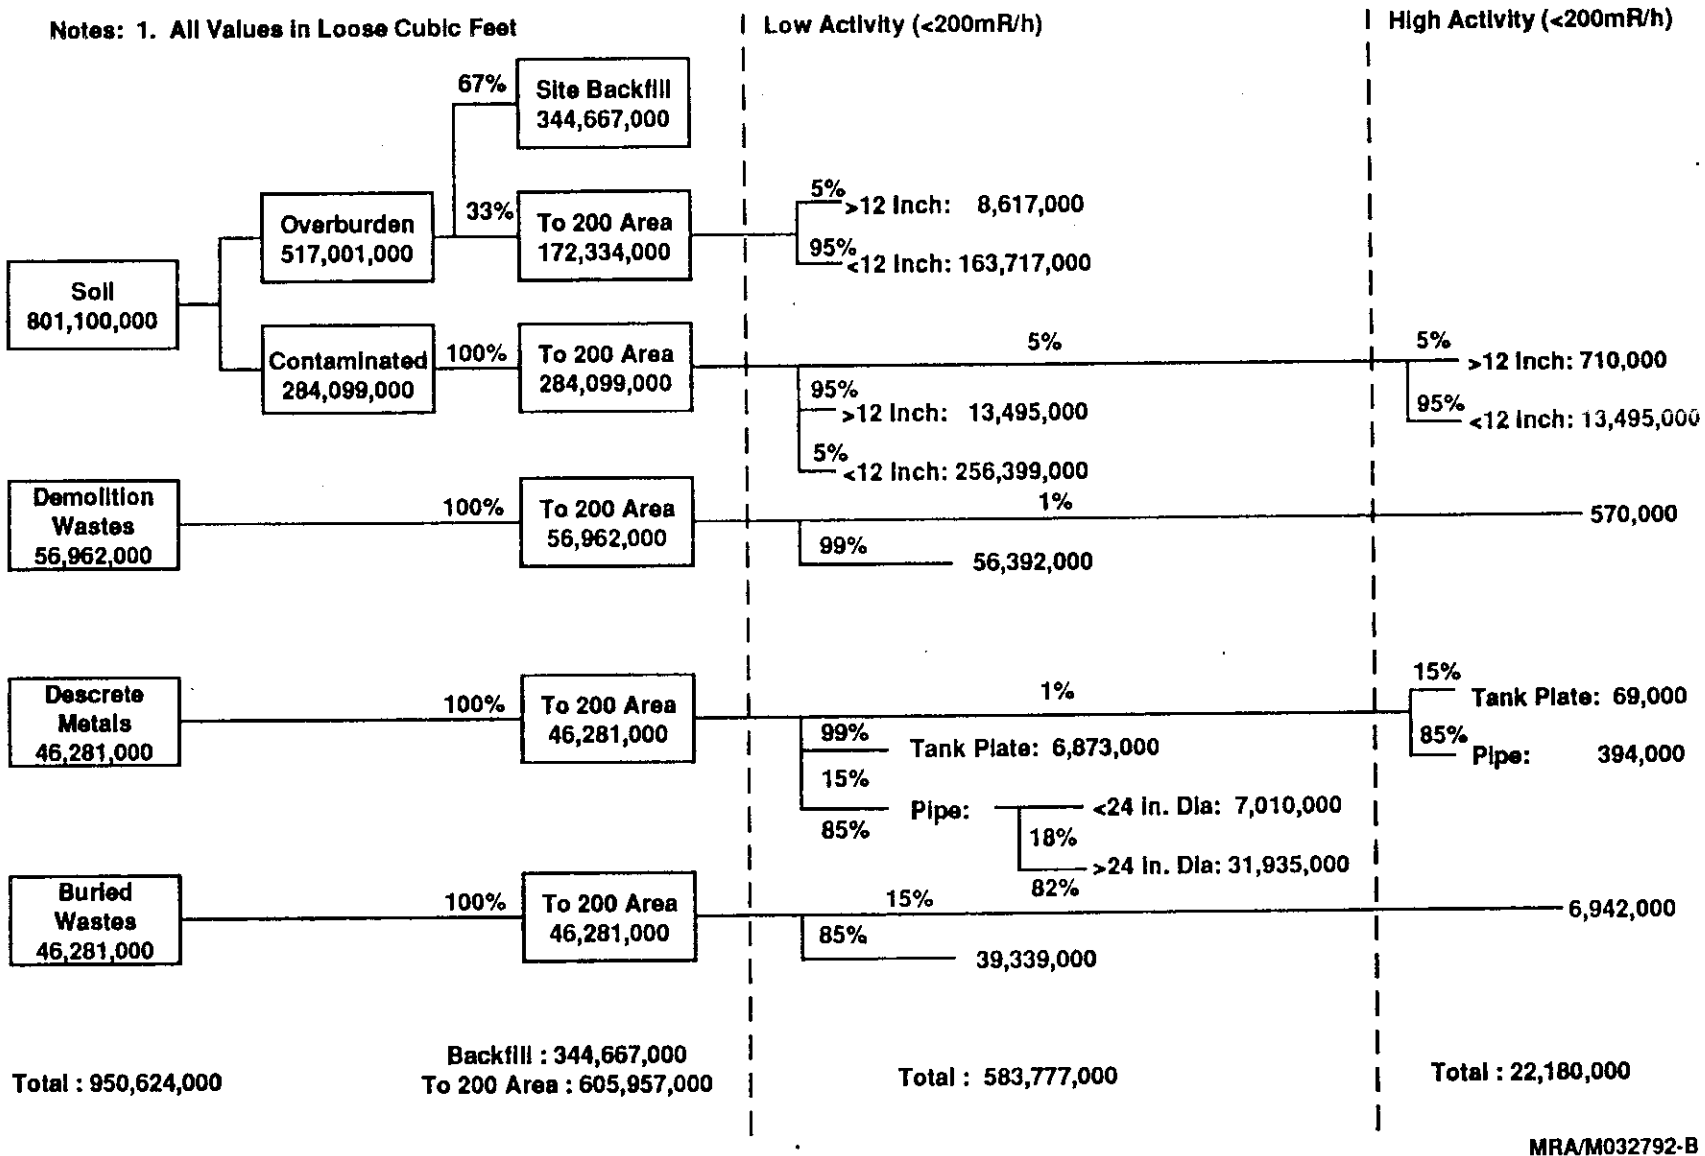 Notes: 1. All Values in Loose Cubic Feet
Low Activity (<200mR/h)
High Activity (<200mR/h)
67%
Site Backfill
344,667,000
Overburden
517,001,000
33%
To 200 Area
172,334,000
5%
>12 Inch: 8,617,000
95%
<12 Inch: 163,717,000
Soil
801,100,000
Contaminated
284,099,000
100%
To 200 Area
284,099,000
5%
95%
>12 Inch: 13,495,000
5%
<12 Inch: 256,399,000
5%
>12 Inch: 710,000
95%
<12 Inch: 13,495,000
Demolition
Wastes
56,962,000
100%
To 200 Area
56,962,000
1%
570,000
99%
56,392,000
Descrete
Metals
46,281,000
100%
To 200 Area
46,281,000
1%
99%
Tank Plate: 6,873,000
15%
Pipe:
85%
<24 in. Dia: 7,010,000
18%
>24 in. Dia: 31,935,000
82%
15%
Tank Plate: 69,000
85%
Pipe: 394,000
Buried
Wastes
46,281,000
100%
To 200 Area
46,281,000
15%
6,942,000
85%
39,339,000
Total : 950,624,000
Backfill : 344,667,000
To 200 Area : 605,957,000
Total : 583,777,000
Total : 22,180,000
MRA/M032792-B